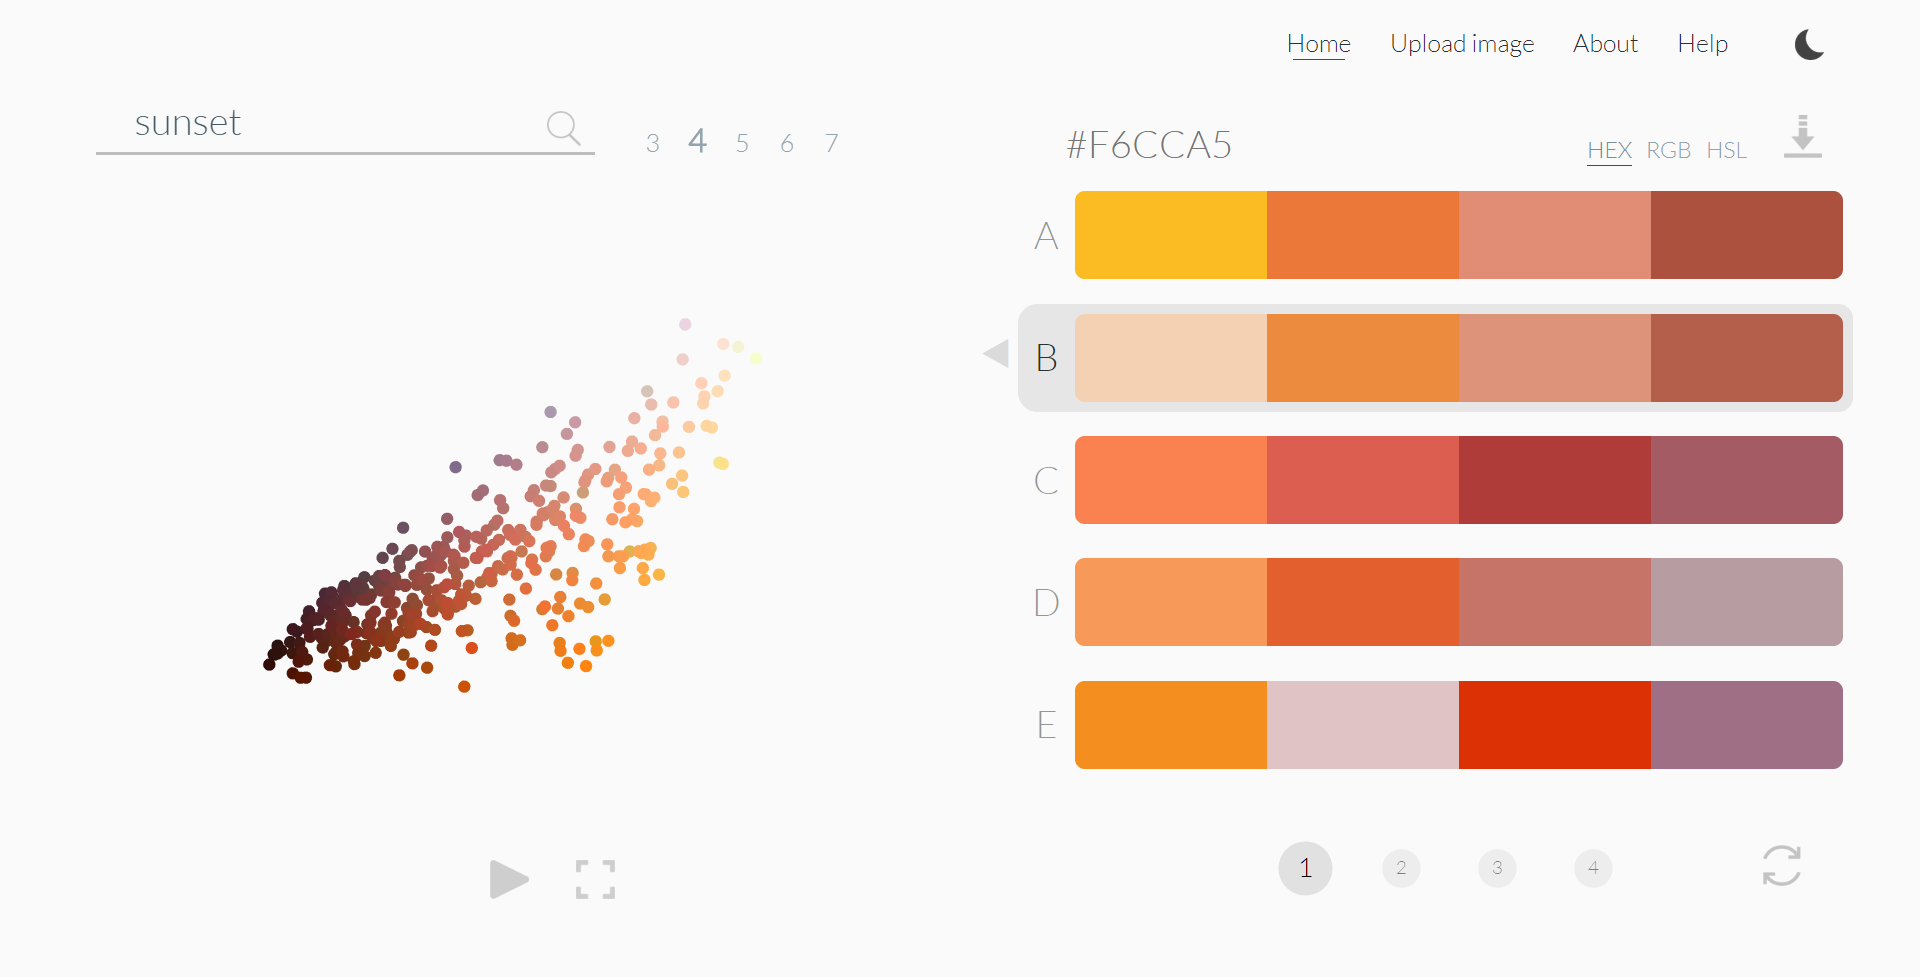 Home Upload image About Help
sunset
3 4 5 6 7
#F6CCA5
HEX RGB HSL
A
B
C
D
E
1 2 3 4